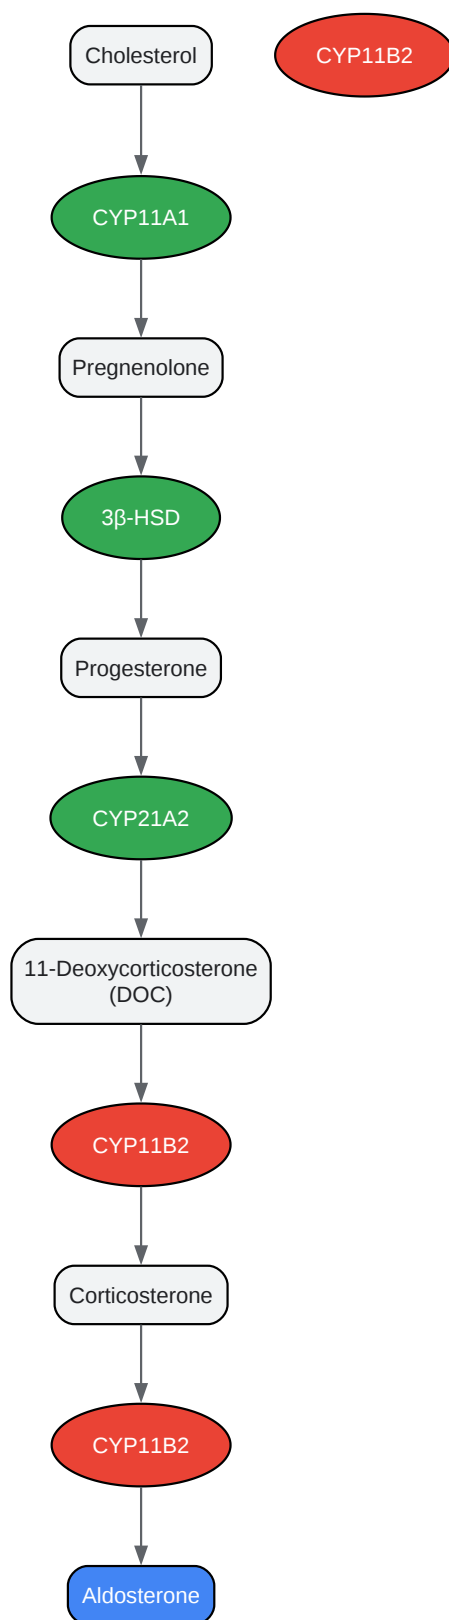 Cholesterol
CYP11B2
CYP11A1
Pregnenolone
3β-HSD
Progesterone
CYP21A2
11-Deoxycorticosterone
(DOC)
CYP11B2
Corticosterone
CYP11B2
Aldosterone